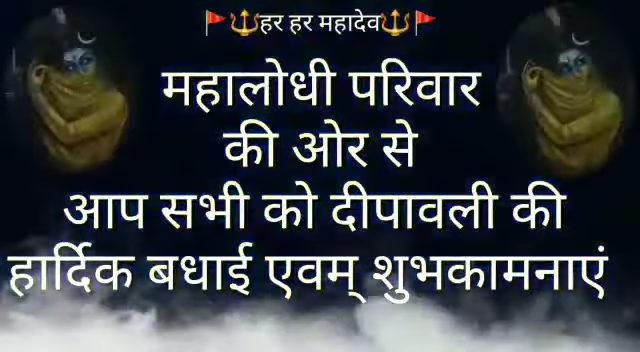 🚩🔱हर हर महादेव🔱🚩
महालोधी परिवार
की ओर से
आप सभी को दीपावली की
हार्दिक बधाई एवम् शुभकामनाएं